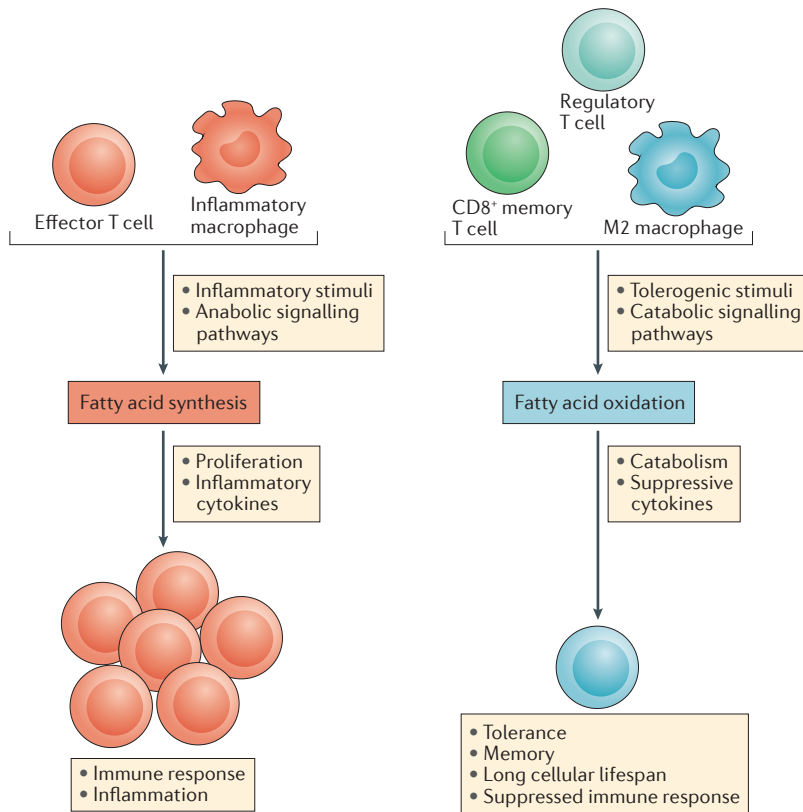 Effector T cell
Inflammatory
macrophage
• Inflammatory stimuli
• Anabolic signalling
pathways
Fatty acid synthesis
• Proliferation
• Inflammatory
cytokines
• Immune response
• Inflammation
Regulatory
T cell
CD8⁺ memory
T cell
M2 macrophage
• Tolerogenic stimuli
• Catabolic signalling
pathways
Fatty acid oxidation
• Catabolism
• Suppressive
cytokines
• Tolerance
• Memory
• Long cellular lifespan
• Suppressed immune response